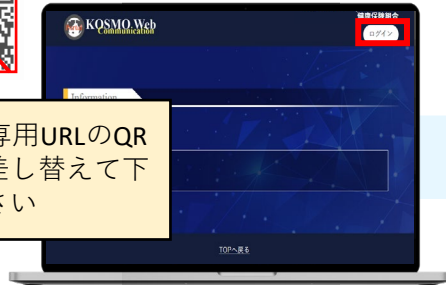 健康保険組合
KOSMO Web
Communication
ログイン
Information
専用URLのQR
差し替えて下
さい
TOPへ戻る